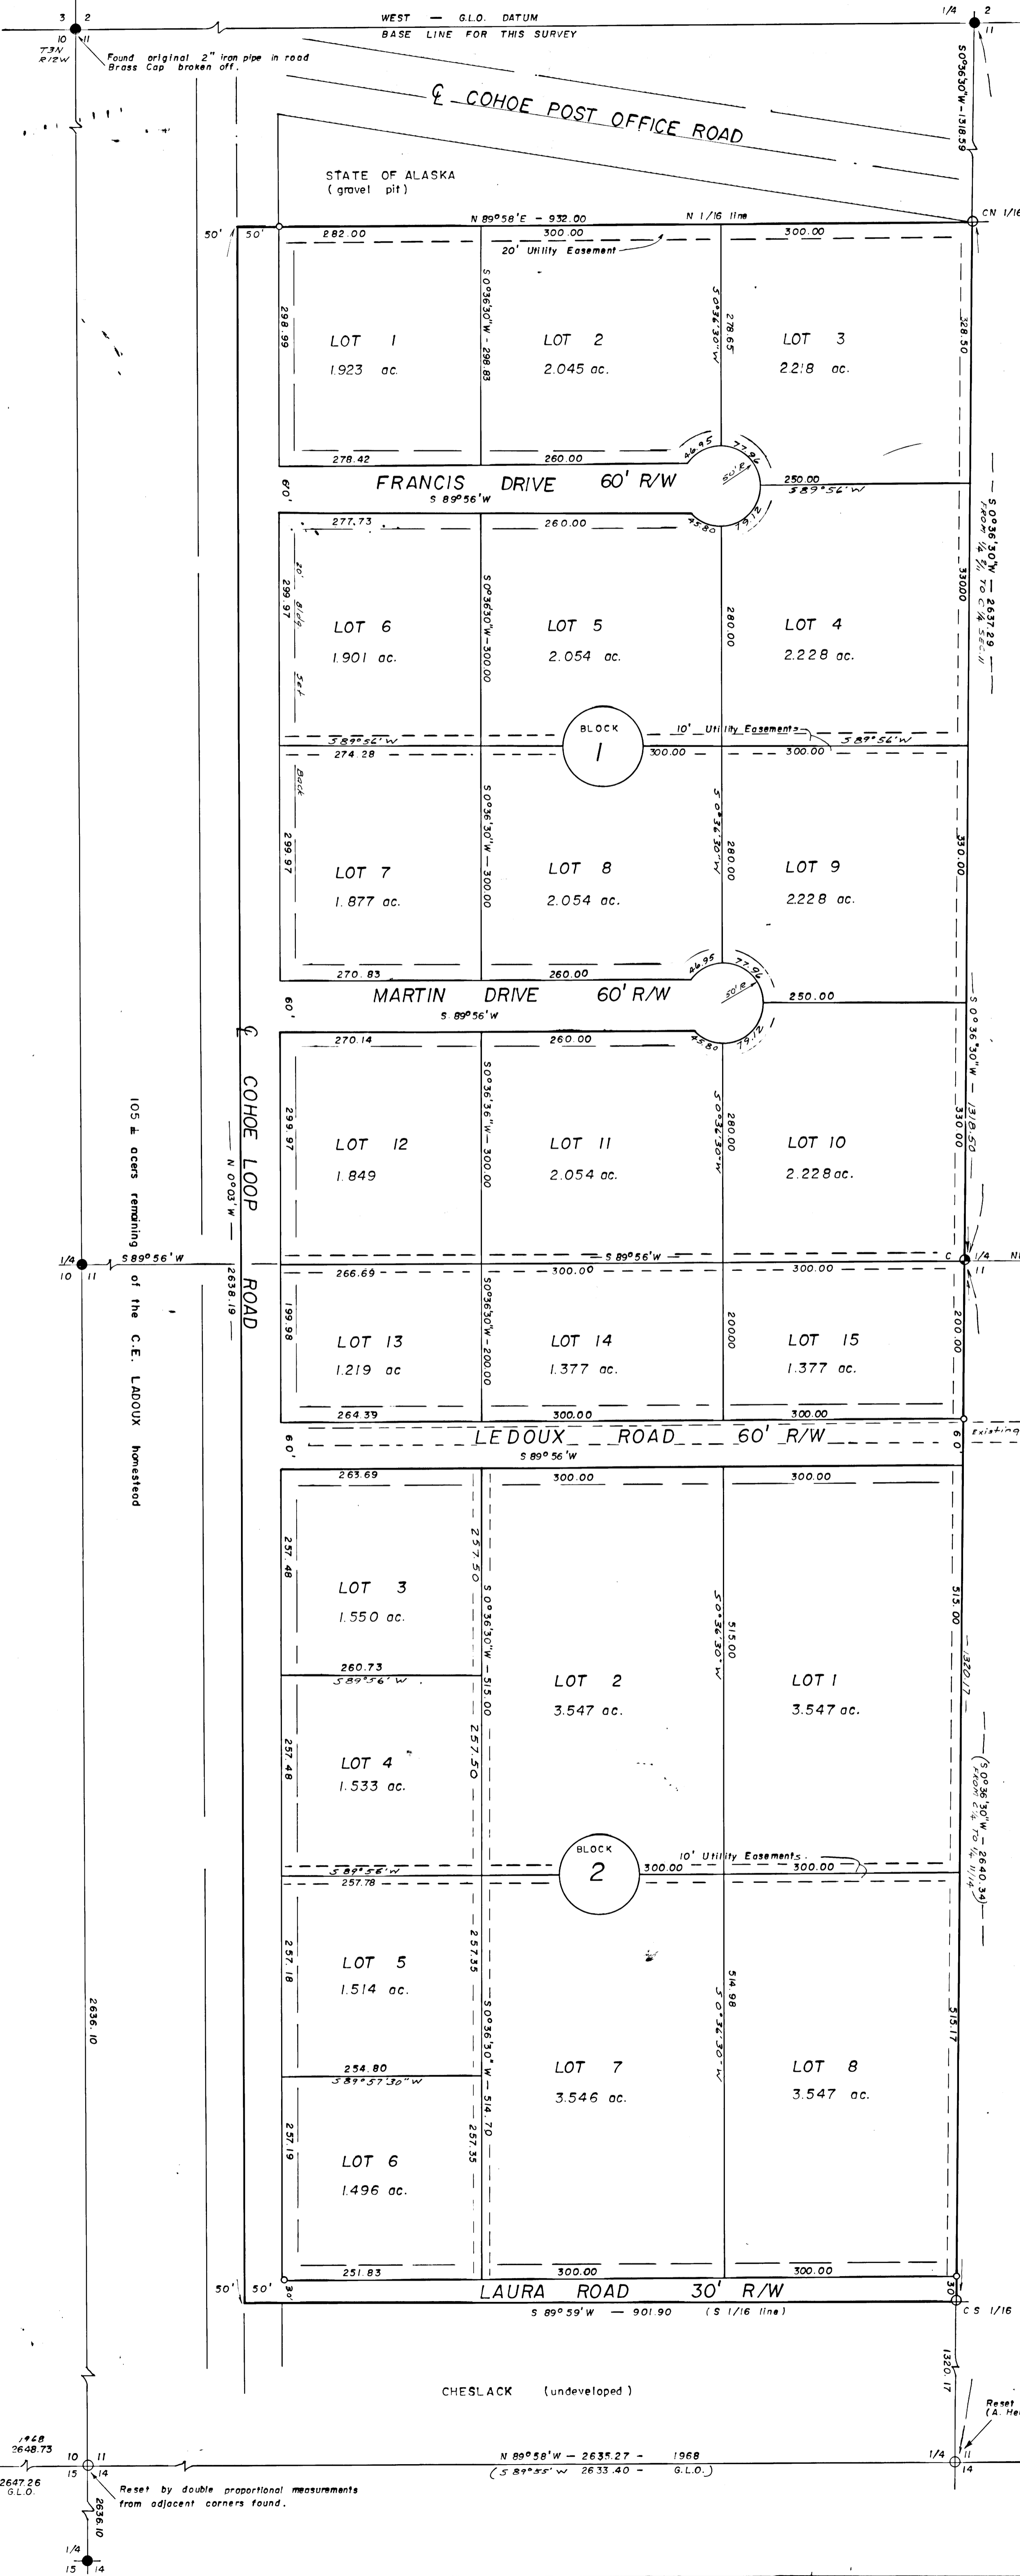 3 2
10 11
T3N
R12W
WEST — G.L.O. DATUM
BASE LINE FOR THIS SURVEY
1/4 2
11
Found original 2" iron pipe in road
Brass Cap broken off.
S0°36'30"W-1318.59
℄ COHOE POST OFFICE ROAD
STATE OF ALASKA
(gravel pit)
CN 1/16
N 89°58'E - 932.00 N 1/16 line
50' 50'
282.00 300.00 300.00
20' Utility Easement
298.99
S 0°36'30"W - 298.83
S 0°36'30"W
278.65
328.50
LOT 1
1.923 ac.
LOT 2
2.045 ac.
LOT 3
2.218 ac.
46.95 77.96
50' R
278.42 260.00
FRANCIS DRIVE 60' R/W
S 89°56'W
60'
250.00
S89°56'W
277.73 260.00
45.80 79.12
S 0°36'30"W — 2637.29
FROM 1/4 2/11 TO C 1/4 SEC. 11
299.97
20' Bldg. Set Back
S0°36'30"W-300.00
280.00
330.00
LOT 6
1.901 ac.
LOT 5
2.054 ac.
LOT 4
2.228 ac.
BLOCK
1
10' Utility Easements
S89°56'W
S89°56'W
274.28 300.00 300.00
299.97
S 0°36'30"W — 300.00
S 0°36'30"W
280.00
330.00
LOT 7
1.877 ac.
LOT 8
2.054 ac.
LOT 9
2.228 ac.
46.95 77.96
50' R
270.83 260.00
MARTIN DRIVE 60' R/W
S 89°56'W
60'
250.00
270.14 260.00
45.80 79.12
S 0°36'30"W — 1318.50
℄ COHOE LOOP ROAD
N 0°03'W — 2638.19
105 ± acers remaining of the C.E. LADOUX homestead
299.97
S0°36'36"W-300.00
S0°36'30"W
280.00
330.00
LOT 12
1.849
LOT 11
2.054 ac.
LOT 10
2.228 ac.
1/4
10 11
S89°56'W
S89°56'W
C 1/4
11
266.69 300.00 300.00
199.98
S0°36'30"W-200.00
200.00
200.00
LOT 13
1.219 ac
LOT 14
1.377 ac.
LOT 15
1.377 ac.
264.39 300.00 300.00
LEDOUX ROAD 60' R/W
60'
60'
existing
S 89°56'W
263.69 300.00 300.00
257.48
257.50
S 0°36'30"W - 515.00
S0°36'30"W
515.00
515.00
LOT 3
1.550 ac.
260.73
S89°56'W
LOT 2
3.547 ac.
LOT 1
3.547 ac.
1320.17
257.48
257.50
LOT 4
1.533 ac.
BLOCK
2
10' Utility Easements
S89°56'W
257.78 300.00 300.00
257.18
257.35
S0°36'30"W - 514.70
514.98
S 0°36'30"W
515.17
2636.10
LOT 5
1.514 ac.
254.80
S89°57'30"W
LOT 7
3.546 ac.
LOT 8
3.547 ac.
257.19
257.35
LOT 6
1.496 ac.
251.83 300.00 300.00
50' 50'
30'
LAURA ROAD 30' R/W
30'
S 89°59'W — 901.90 (S 1/16 line)
C S 1/16
1320.17
CHESLACK (undeveloped)
Reset
1968
2648.73
2647.26
G.L.O.
10 11
15 14
N 89°58'W — 2635.27 - 1968
(S 89°55'W 2633.40 - G.L.O.)
1/4 11
14
Reset by double proportional measurements
from adjacent corners found.
2636.10
1/4
15 14